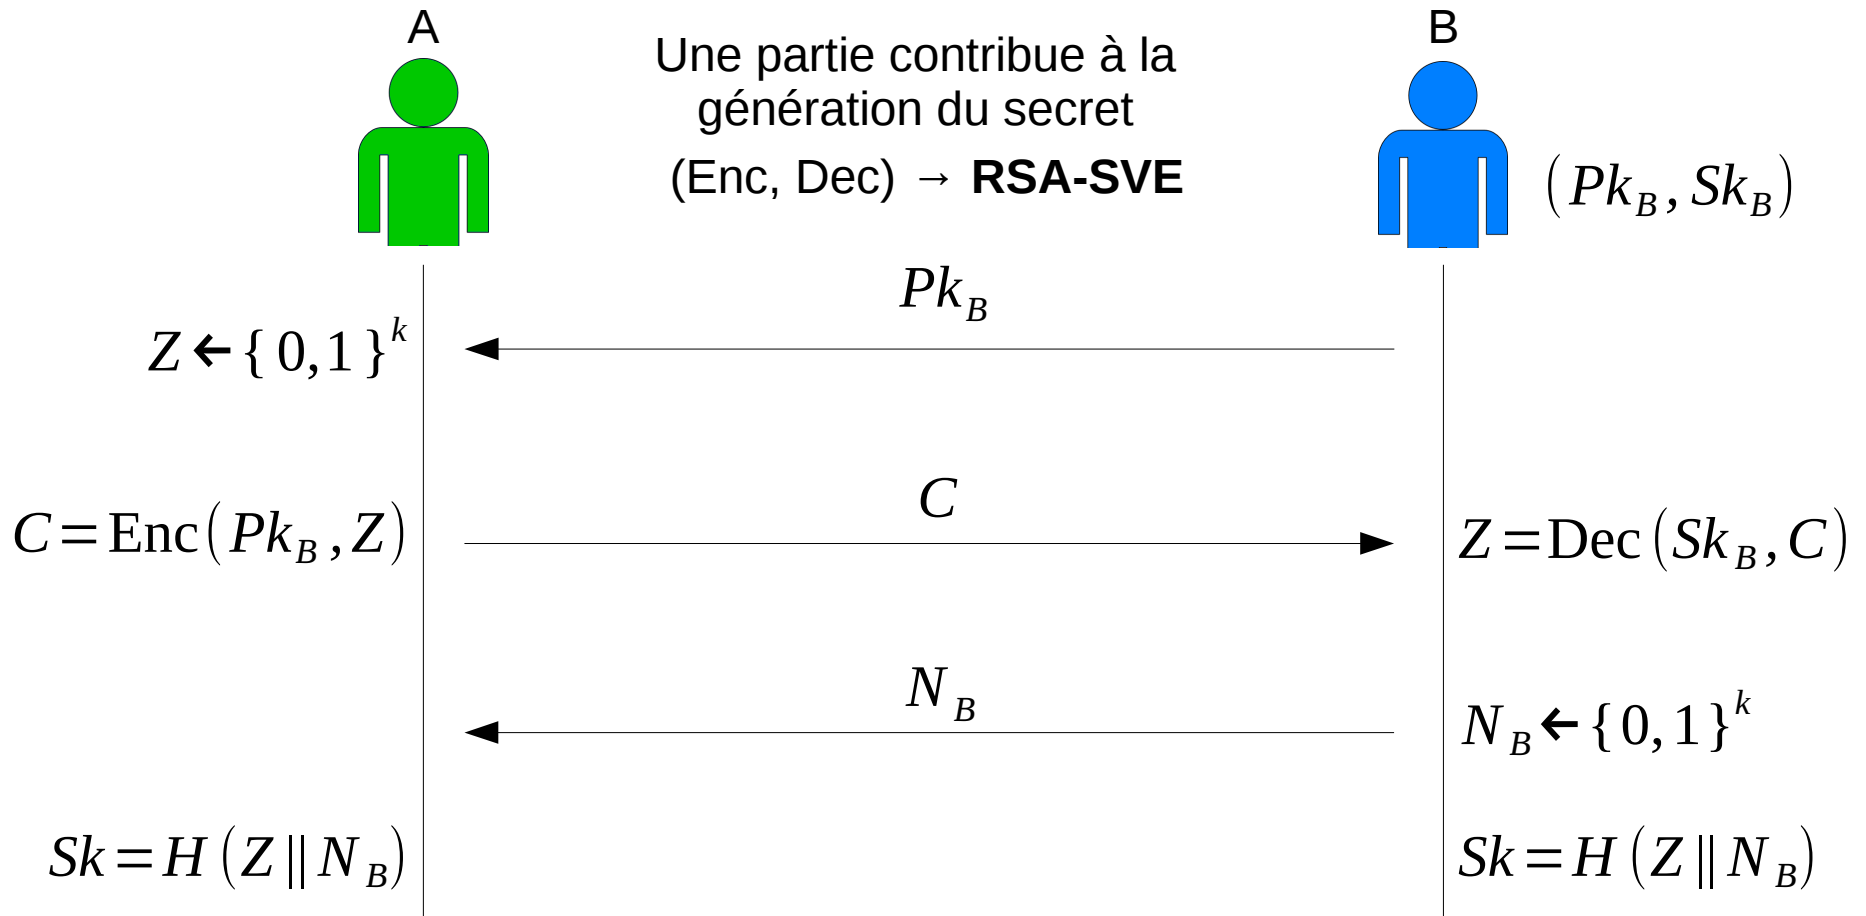 A
B
Une partie contribue à la
génération du secret
(Enc, Dec) → RSA-SVE
(Pk_B, Sk_B)
Pk_B
Z ← {0,1}^k
C
C = Enc(Pk_B, Z)
Z = Dec(Sk_B, C)
N_B
N_B ← {0,1}^k
Sk = H(Z || N_B)
Sk = H(Z || N_B)